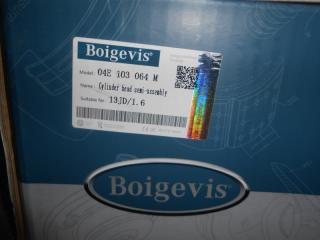 Boigevis®
Model: 04E 103 064 M
Name: Cylinder head semi-assembly
Suitable for: 13JD/1.6
Boigevis®